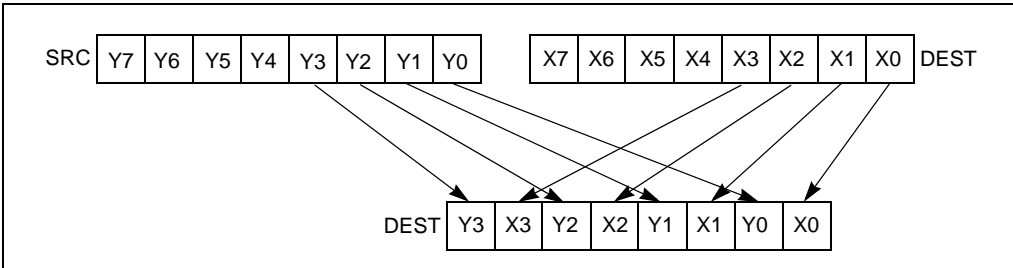 SRC Y7 Y6 Y5 Y4 Y3 Y2 Y1 Y0 X7 X6 X5 X4 X3 X2 X1 X0 DEST
DEST Y3 X3 Y2 X2 Y1 X1 Y0 X0